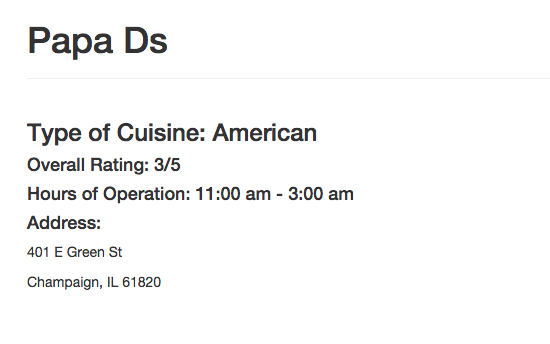 Papa Ds
Type of Cuisine: American
Overall Rating: 3/5
Hours of Operation: 11:00 am - 3:00 am
Address:
401 E Green St
Champaign, IL 61820